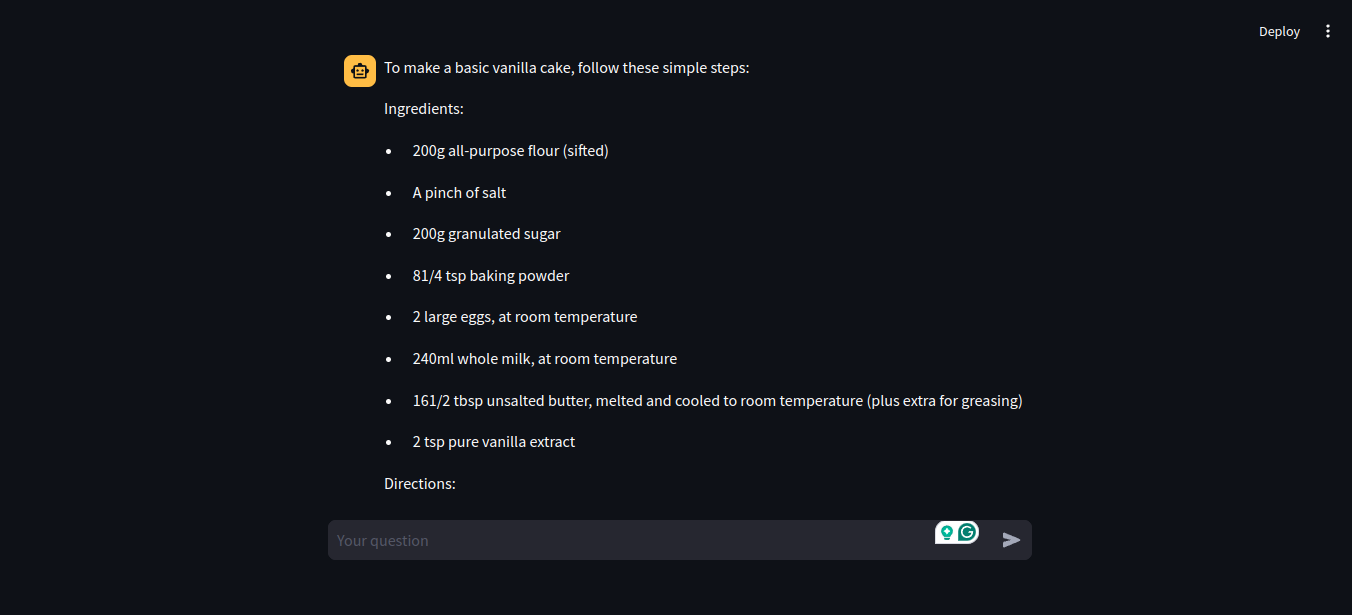 Deploy
To make a basic vanilla cake, follow these simple steps:
Ingredients:
• 200g all-purpose flour (sifted)
• A pinch of salt
• 200g granulated sugar
• 81/4 tsp baking powder
• 2 large eggs, at room temperature
• 240ml whole milk, at room temperature
• 161/2 tbsp unsalted butter, melted and cooled to room temperature (plus extra for greasing)
• 2 tsp pure vanilla extract
Directions:
Your question